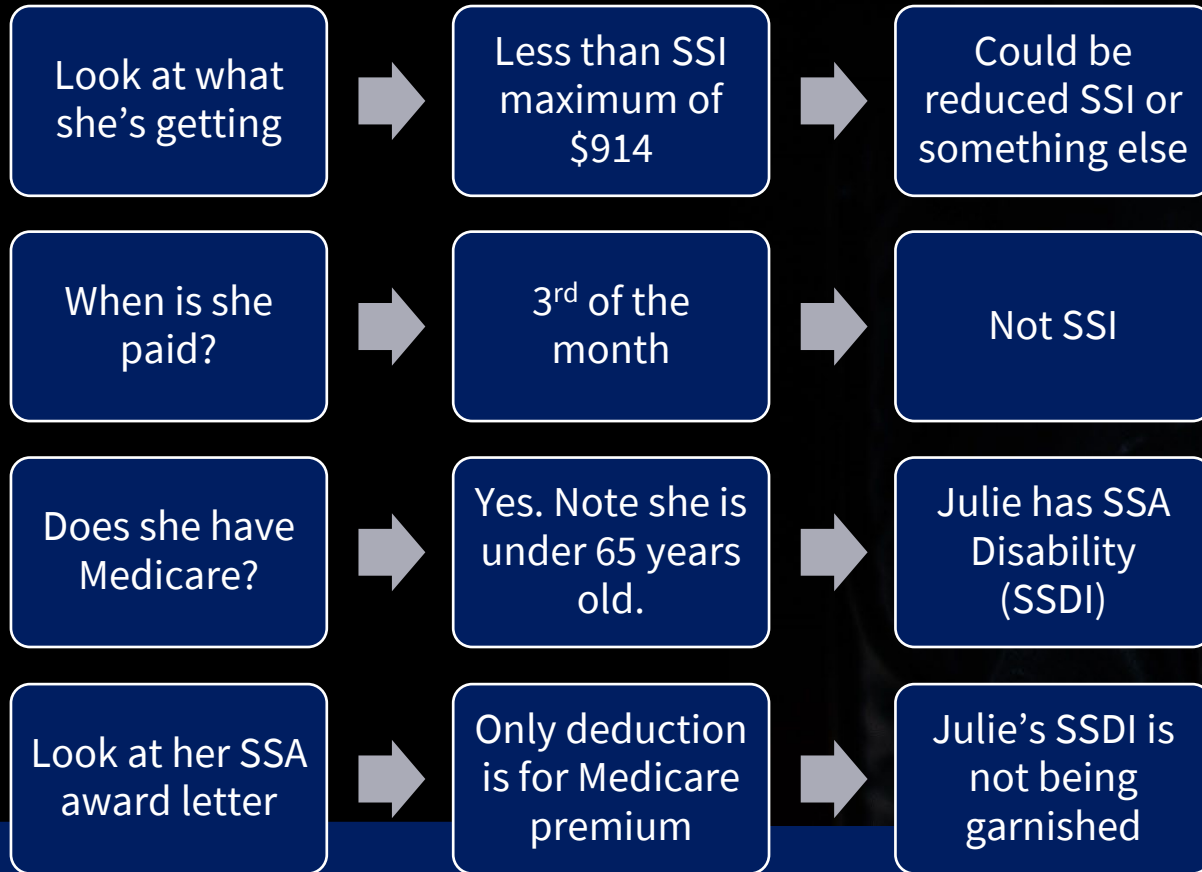 Look at what
she’s getting
Less than SSI
maximum of
$914
Could be
reduced SSI or
something else
When is she
paid?
3rd of the
month
Not SSI
Does she have
Medicare?
Yes. Note she is
under 65 years
old.
Julie has SSA
Disability
(SSDI)
Look at her SSA
award letter
Only deduction
is for Medicare
premium
Julie’s SSDI is
not being
garnished